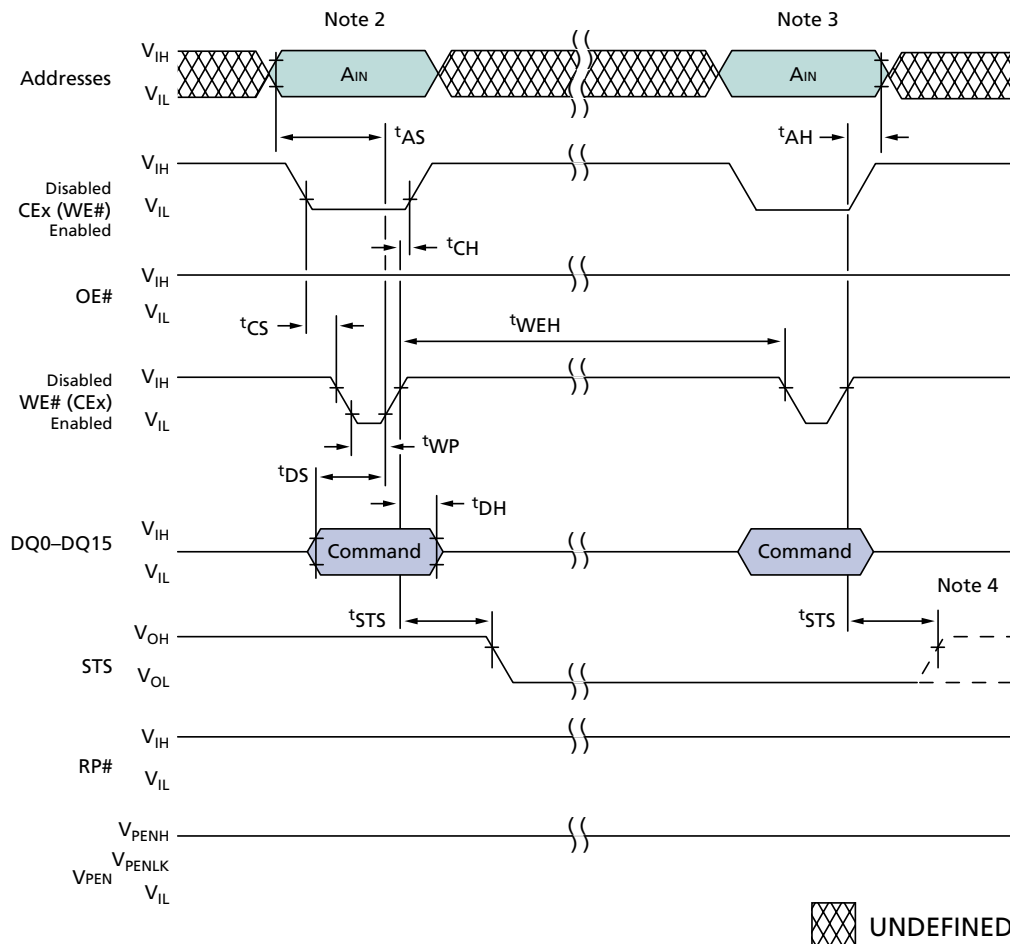 Note 2
Note 3
Addresses
VIH
VIL
AIN
AIN
tAS
tAH
Disabled
CEx (WE#)
Enabled
VIH
VIL
tCH
OE#
VIH
VIL
tCS
tWEH
Disabled
WE# (CEx)
Enabled
VIH
VIL
tWP
tDS
tDH
DQ0–DQ15
VIH
VIL
Command
Command
Note 4
tSTS
tSTS
STS
VOH
VOL
RP#
VIH
VIL
VPEN
VPENH
VPENLK
VIL
UNDEFINED